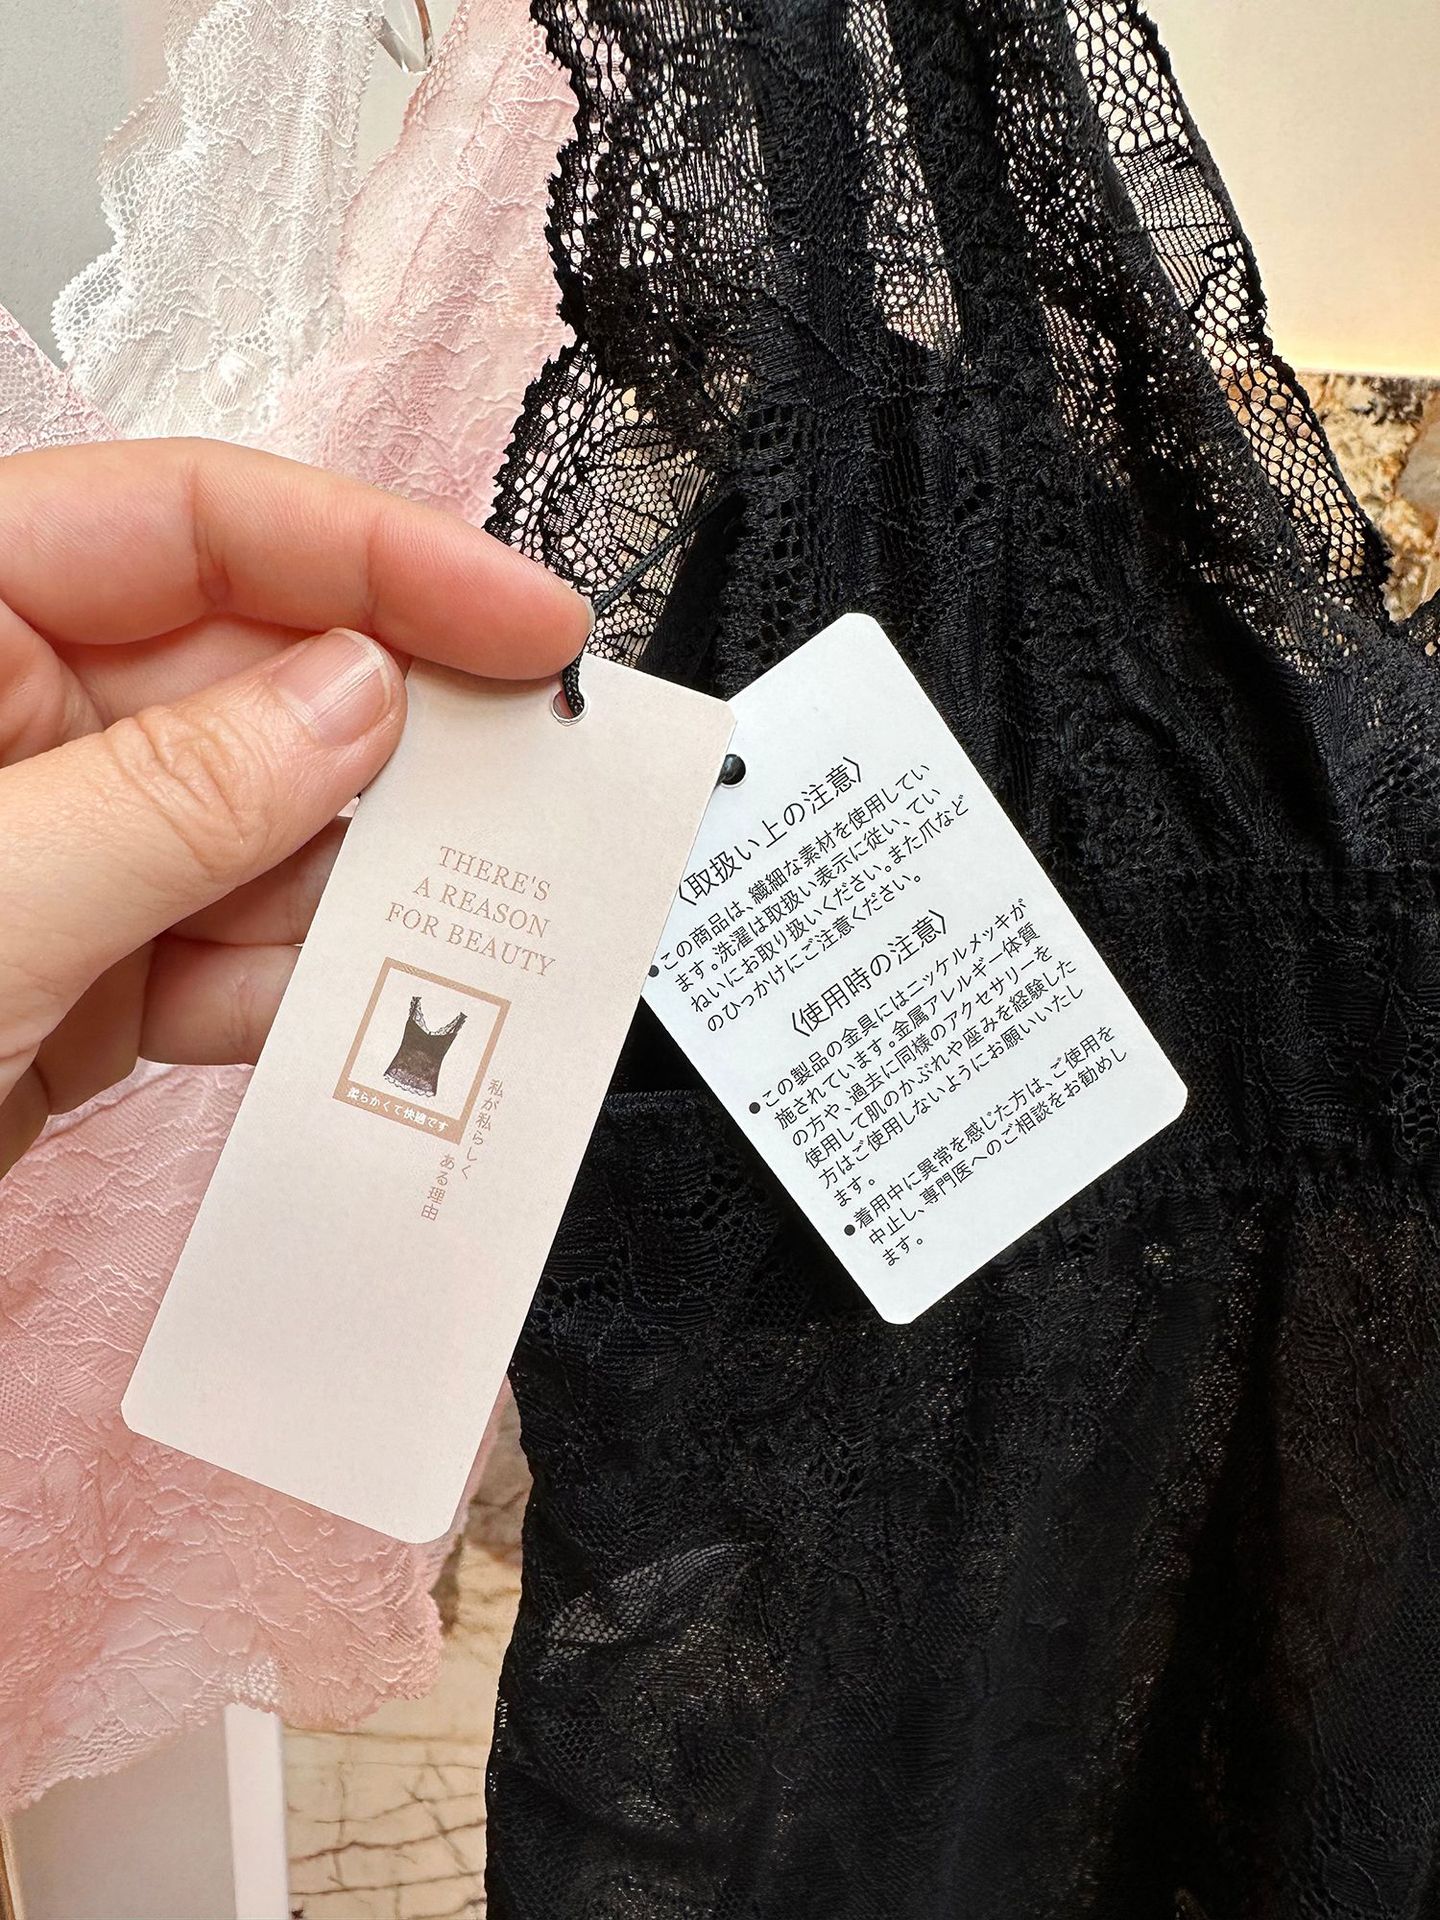 THERE'S
A REASON
FOR BEAUTY
柔らかくて快適です
私が私らしく
ある理由
〈取扱い上の注意〉
●この商品は、繊細な素材を使用してい
ます。洗濯は取扱い表示に従い、てい
ねいにお取り扱いください。また爪など
のひっかけにご注意ください。
〈使用時の注意〉
●この製品の金具にはニッケルメッキが
施されています。金属アレルギー体質
の方や、過去に同様のアクセサリーを
使用して肌のかぶれや座みを経験した
方はご使用しないようにお願いいたし
ます。
●着用中に異常を感じた方は、ご使用を
中止し、専門医へのご相談をお勧めし
ます。